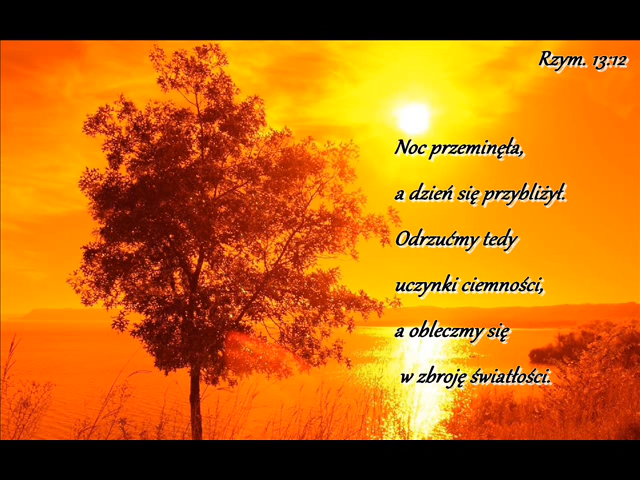 Rzym. 13:12
Noc przeminęła,
a dzień się przybliżył.
Odrzućmy tedy
uczynki ciemności,
a obleczmy się
w zbroję światłości.